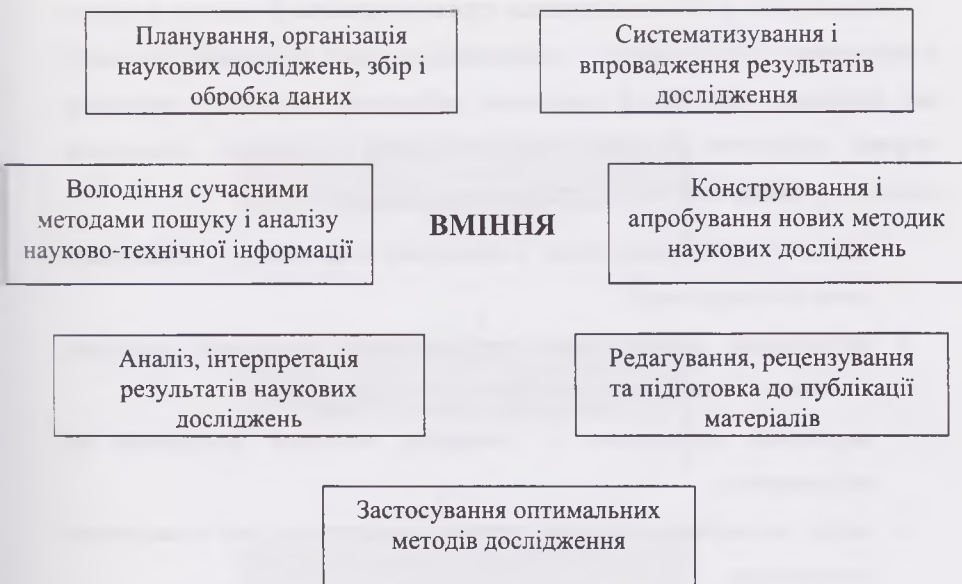 Планування, організація
наукових досліджень, збір і
обробка даних
Систематизування і
впровадження результатів
дослідження
Володіння сучасними
методами пошуку і аналізу
науково-технічної інформації
ВМІННЯ
Конструювання і
апробування нових методик
наукових досліджень
Аналіз, інтерпретація
результатів наукових
досліджень
Редагування, рецензування
та підготовка до публікації
матеріалів
Застосування оптимальних
методів дослідження